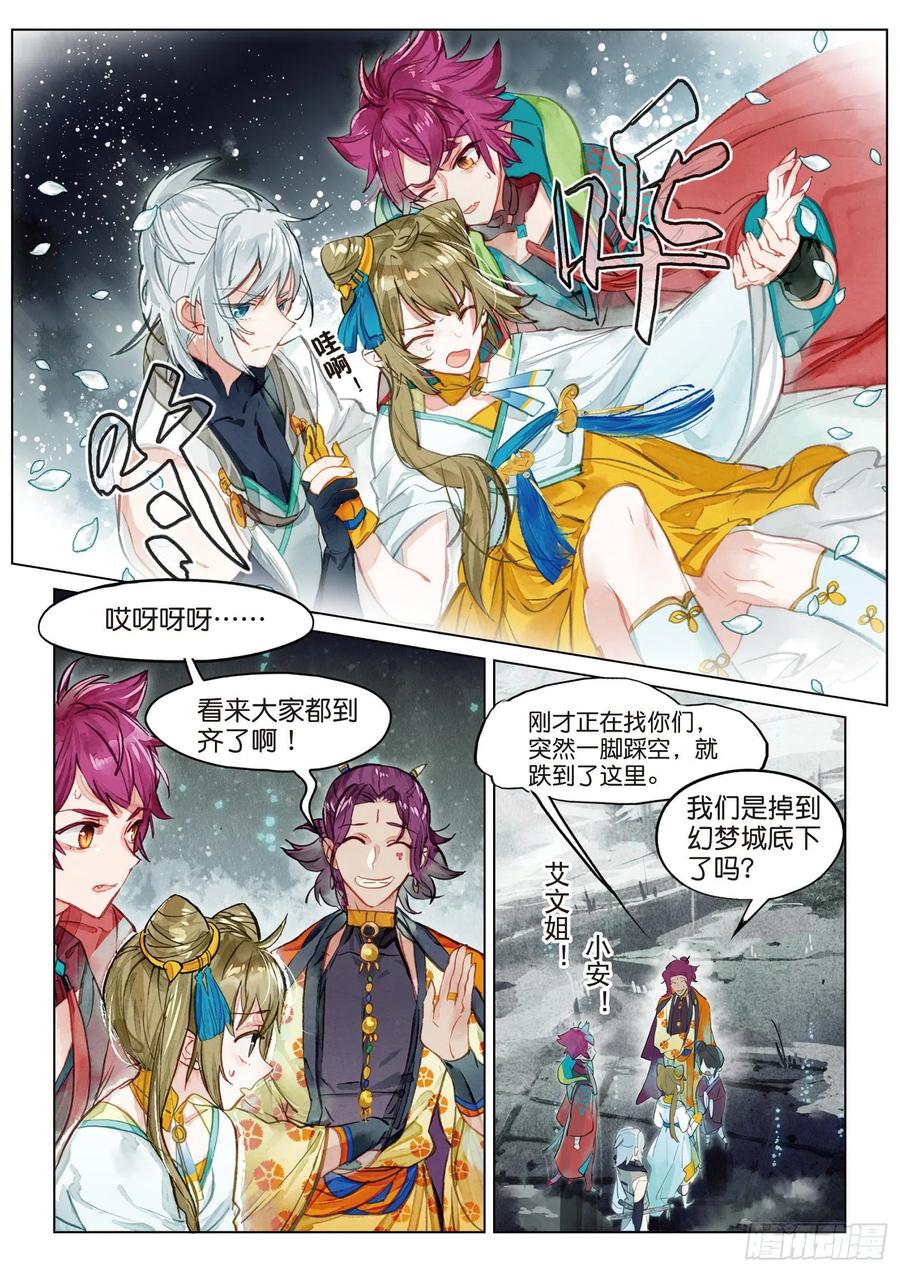 呼
哇
啊！
哎呀呀呀……
看来大家都到
齐了啊！
刚才正在找你们，
突然一脚踩空，就
跌到了这里。
我们是掉到
幻梦城底下
了吗？
艾文姐！
小安！
腾讯动漫